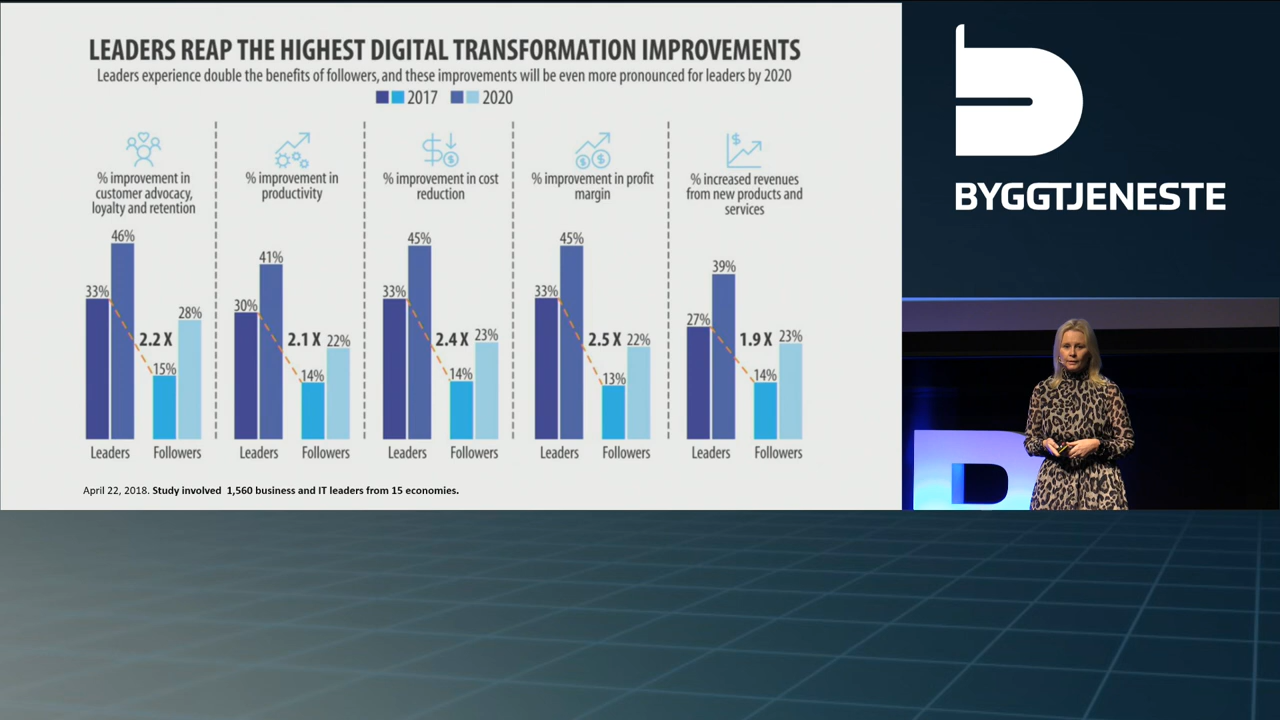 LEADERS REAP THE HIGHEST DIGITAL TRANSFORMATION IMPROVEMENTS
Leaders experience double the benefits of followers, and these improvements will be even more pronounced for leaders by 2020
2017 2020
% improvement in
customer advocacy,
loyalty and retention
33% 46% 2.2 X 15% 28%
Leaders Followers
% improvement in
productivity
30% 41% 2.1 X 14% 22%
Leaders Followers
% improvement in cost
reduction
33% 45% 2.4 X 14% 23%
Leaders Followers
% improvement in profit
margin
33% 45% 2.5 X 13% 22%
Leaders Followers
% increased revenues
from new products and
services
27% 39% 1.9 X 14% 23%
Leaders Followers
April 22, 2018. Study involved 1,560 business and IT leaders from 15 economies.
BYGGTJENESTE